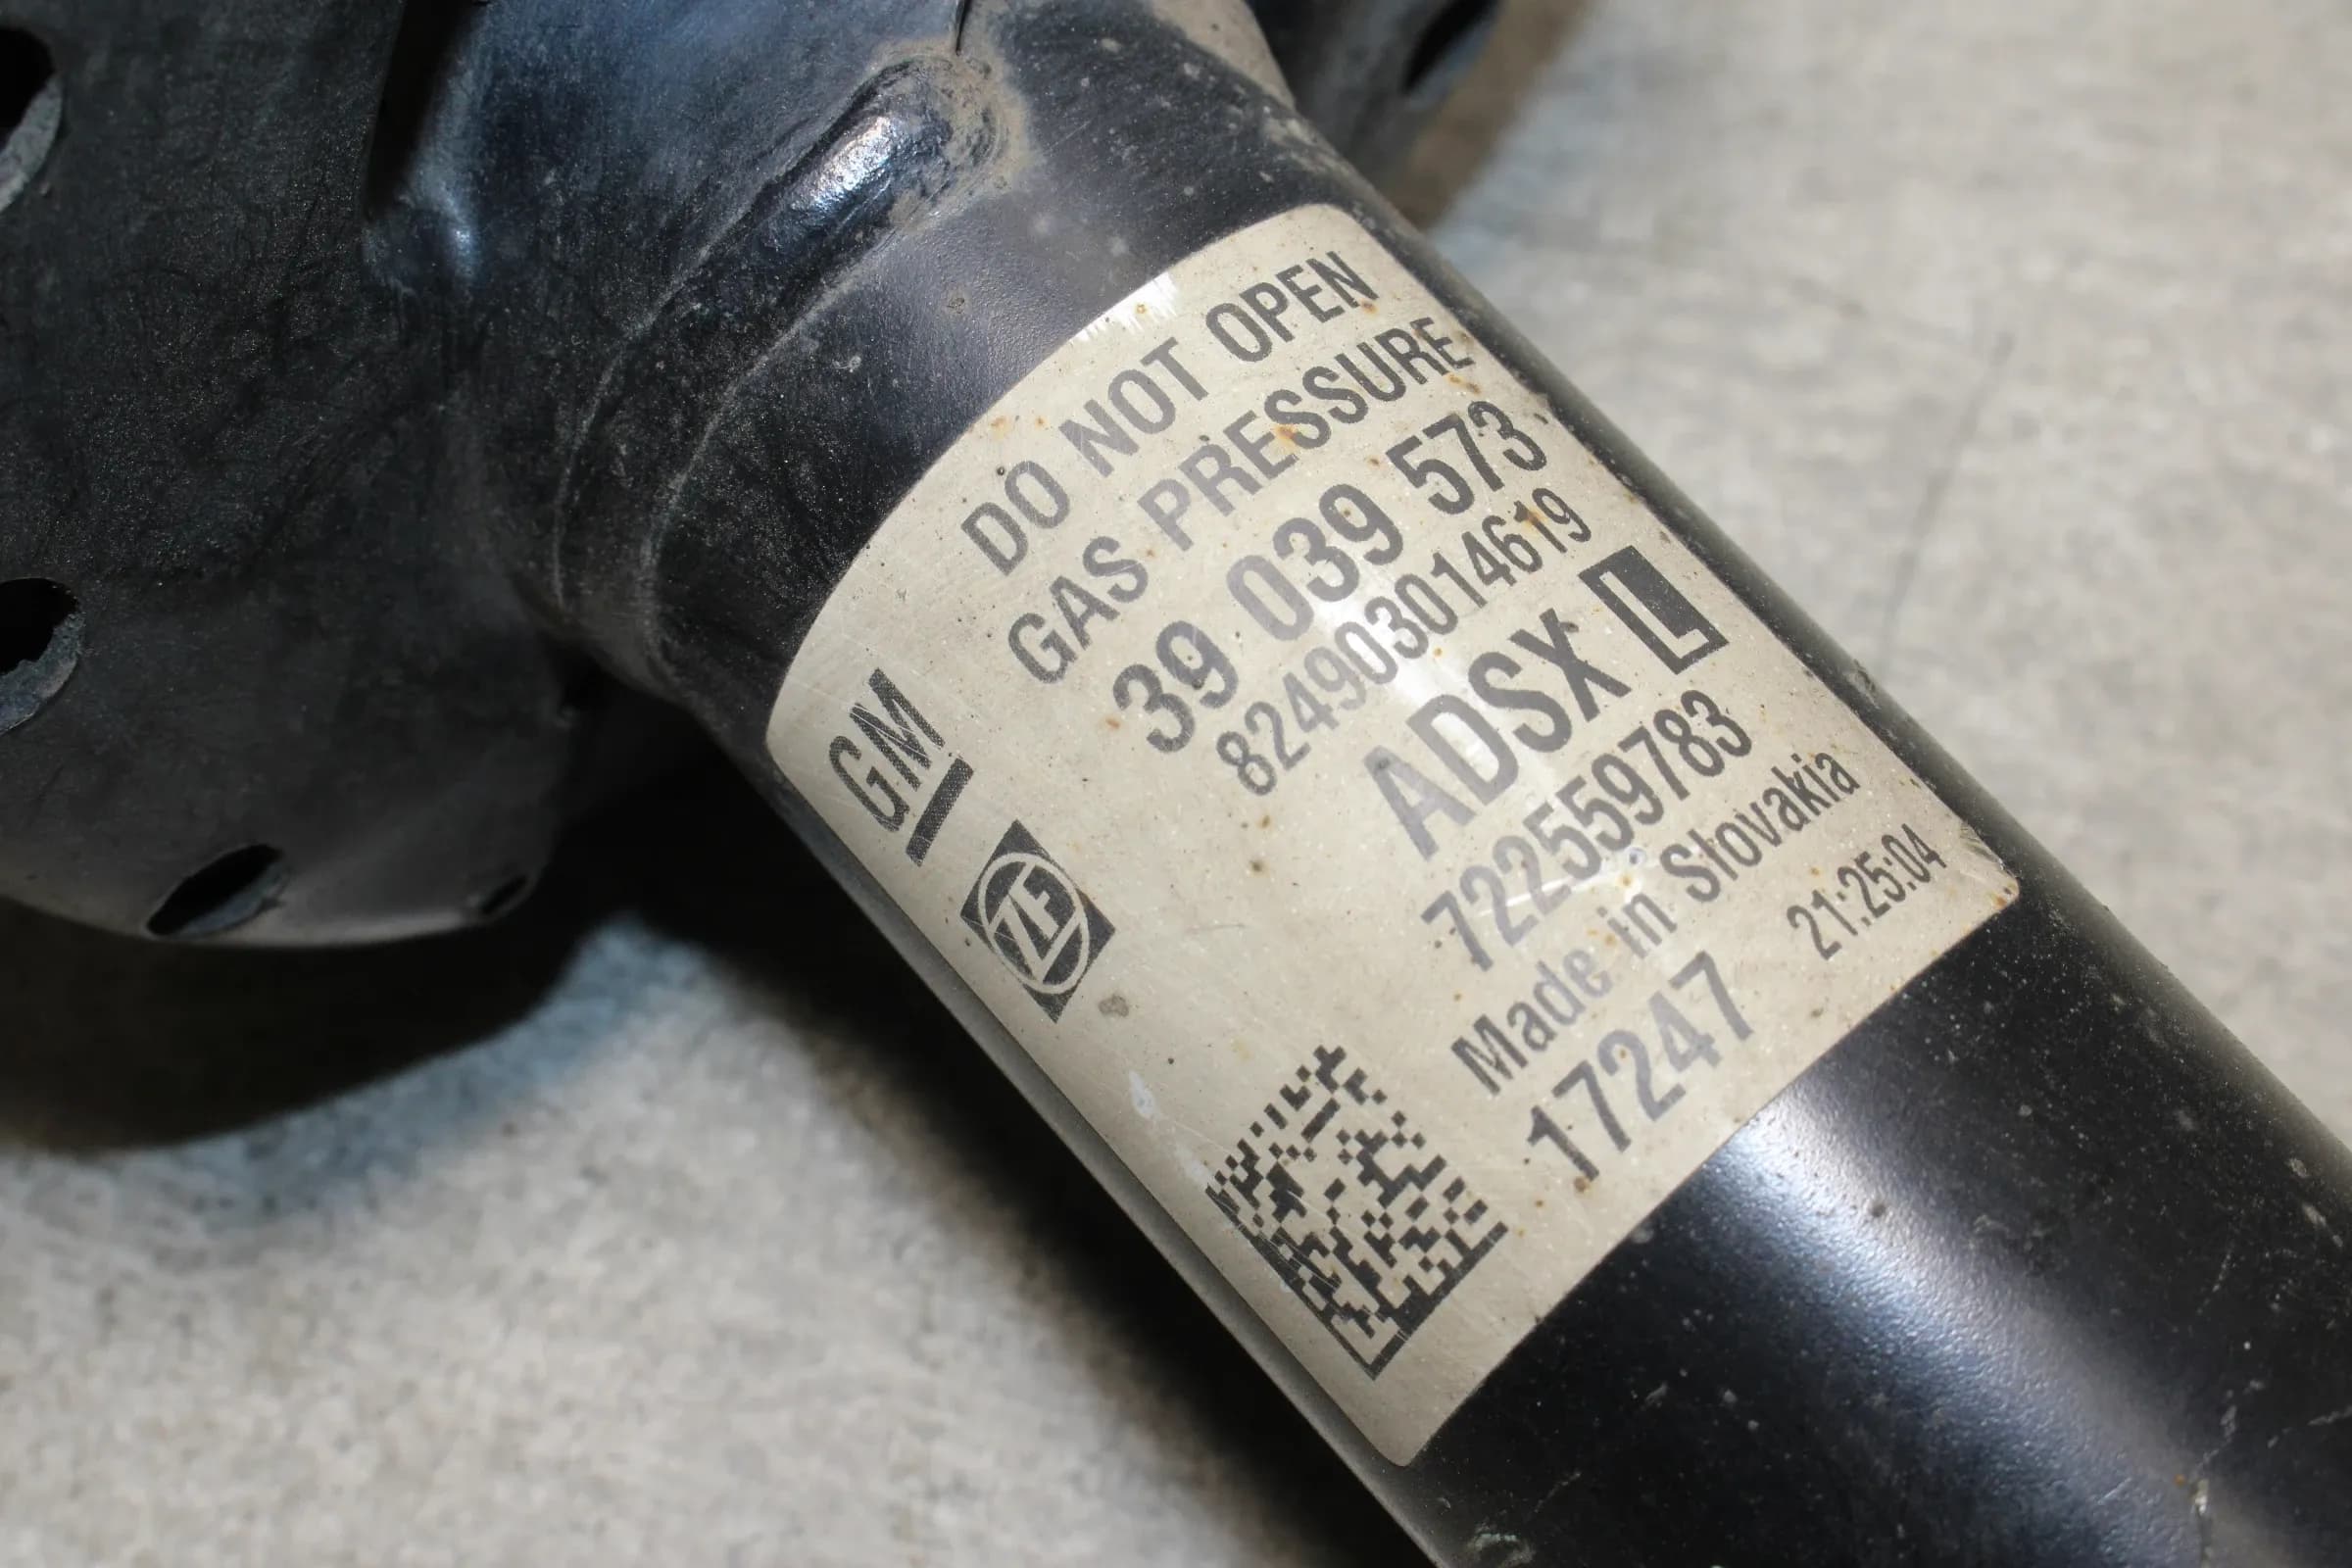 DO NOT OPEN
GAS PRESSURE
39 039 573
824903014619
ADSX L
722559783
Made in Slovakia
17247 21:25:04
GM
ZF